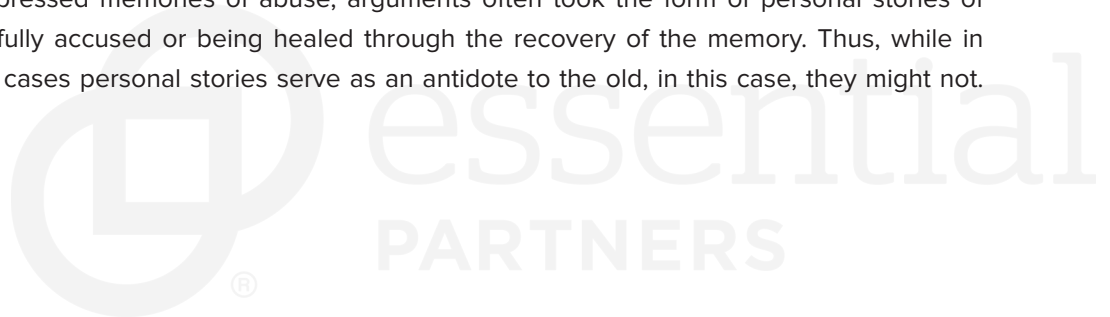 pressed memories of abuse, arguments often took the form of personal stories of
fully accused or being healed through the recovery of the memory. Thus, while in
cases personal stories serve as an antidote to the old, in this case, they might not.
essential
PARTNERS
®